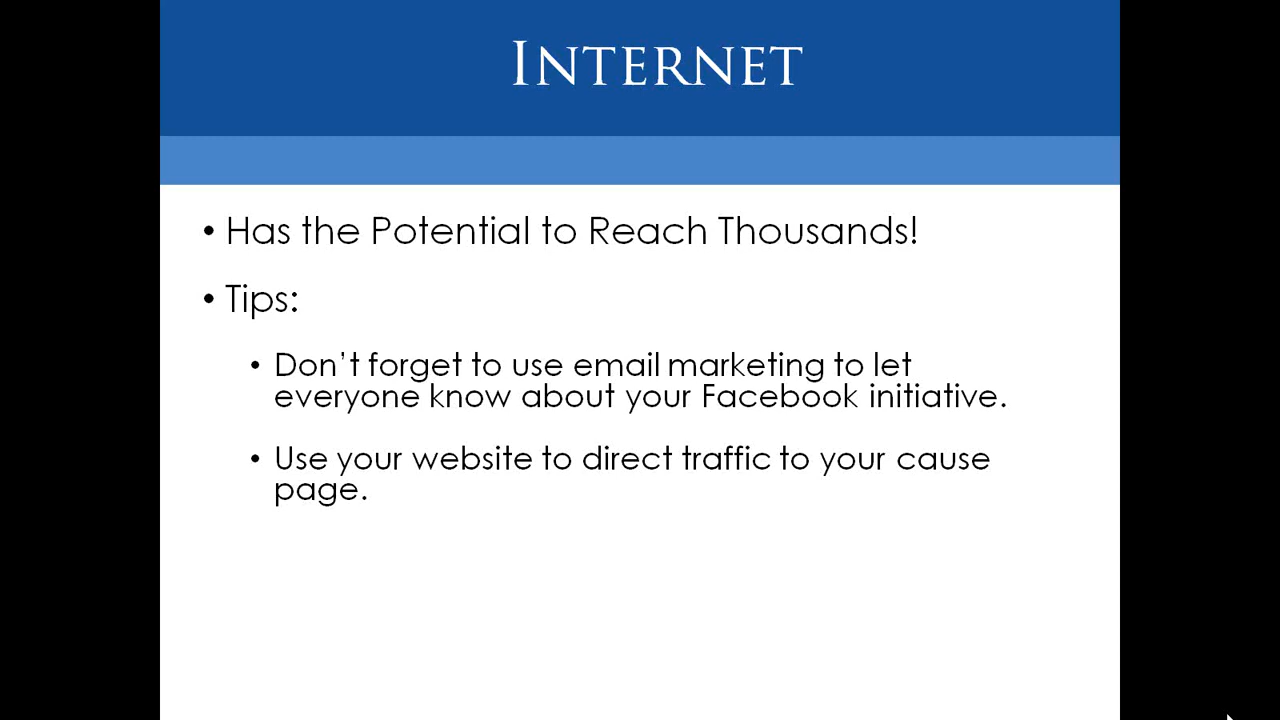 INTERNET
• Has the Potential to Reach Thousands!
• Tips:
• Don’t forget to use email marketing to let
everyone know about your Facebook initiative.
• Use your website to direct traffic to your cause
page.